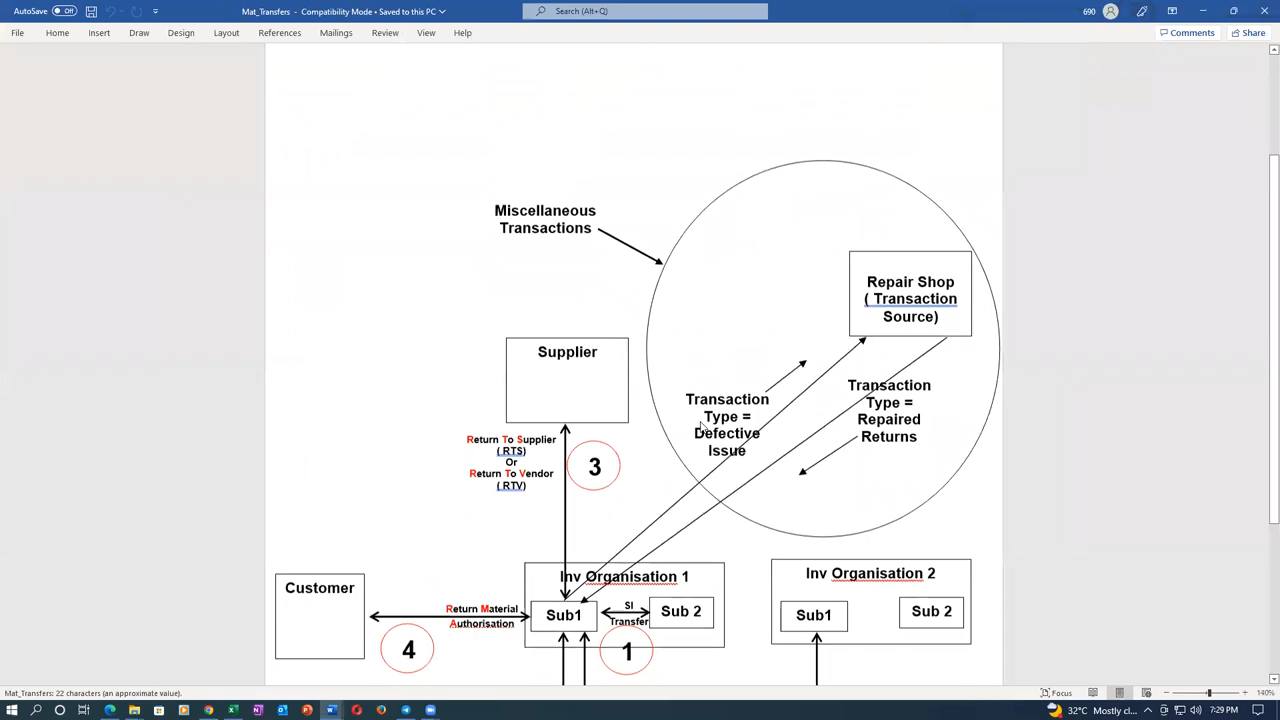 AutoSave
Off
Mat_Transfers - Compatibility Mode • Saved to this PC
Search (Alt+Q)
690
File Home Insert Draw Design Layout References Mailings Review View Help
Comments
Share
Miscellaneous
Transactions
Repair Shop
( Transaction
Source)
Supplier
Transaction
Type =
Defective
Issue
Transaction
Type =
Repaired
Returns
Return To Supplier
( RTS)
Or
Return To Vendor
( RTV)
3
Inv Organisation 1
Inv Organisation 2
Customer
Return Material
Authorisation
Sub1
SI
Transfer
Sub 2
Sub1
Sub 2
4
1
Mat_Transfers: 22 characters (an approximate value).
Focus
140%
32°C
7:29 PM